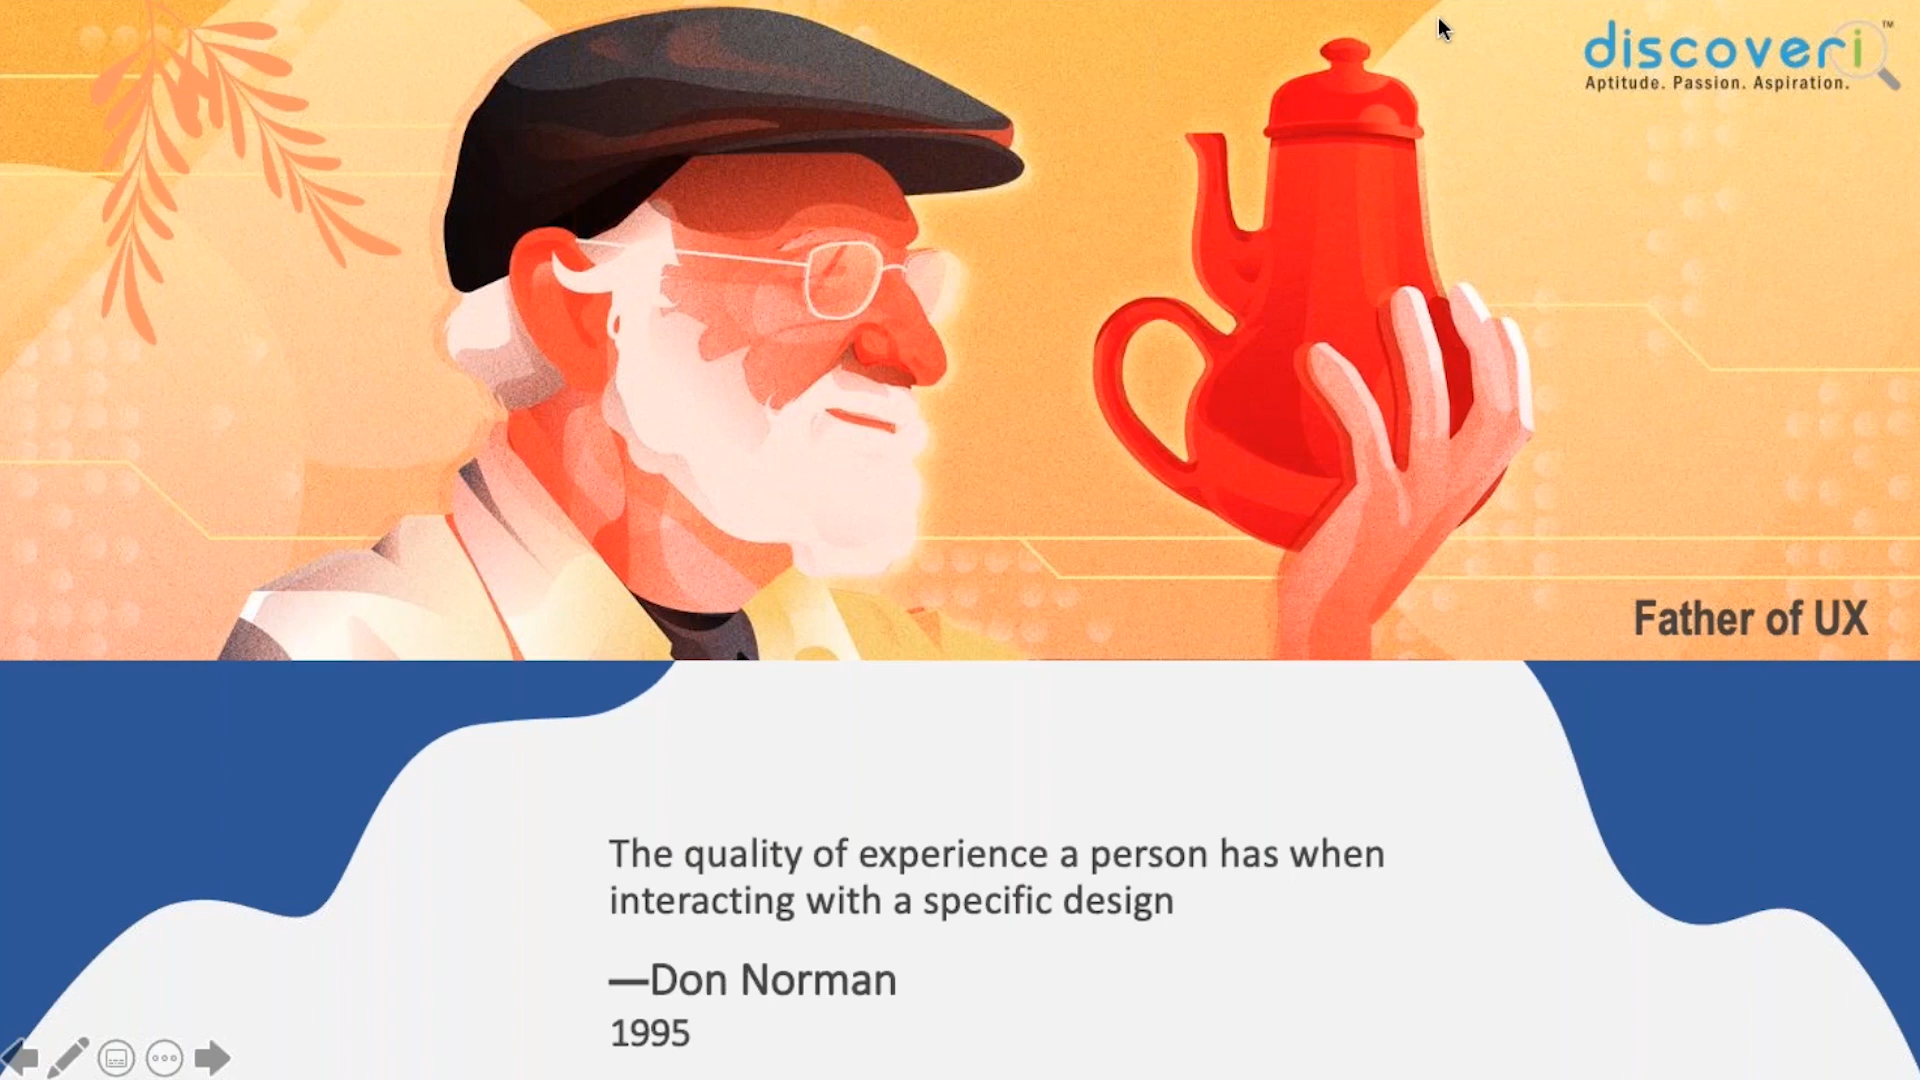 discoveri TM
Aptitude. Passion. Aspiration.
Father of UX
The quality of experience a person has when
interacting with a specific design
—Don Norman
1995